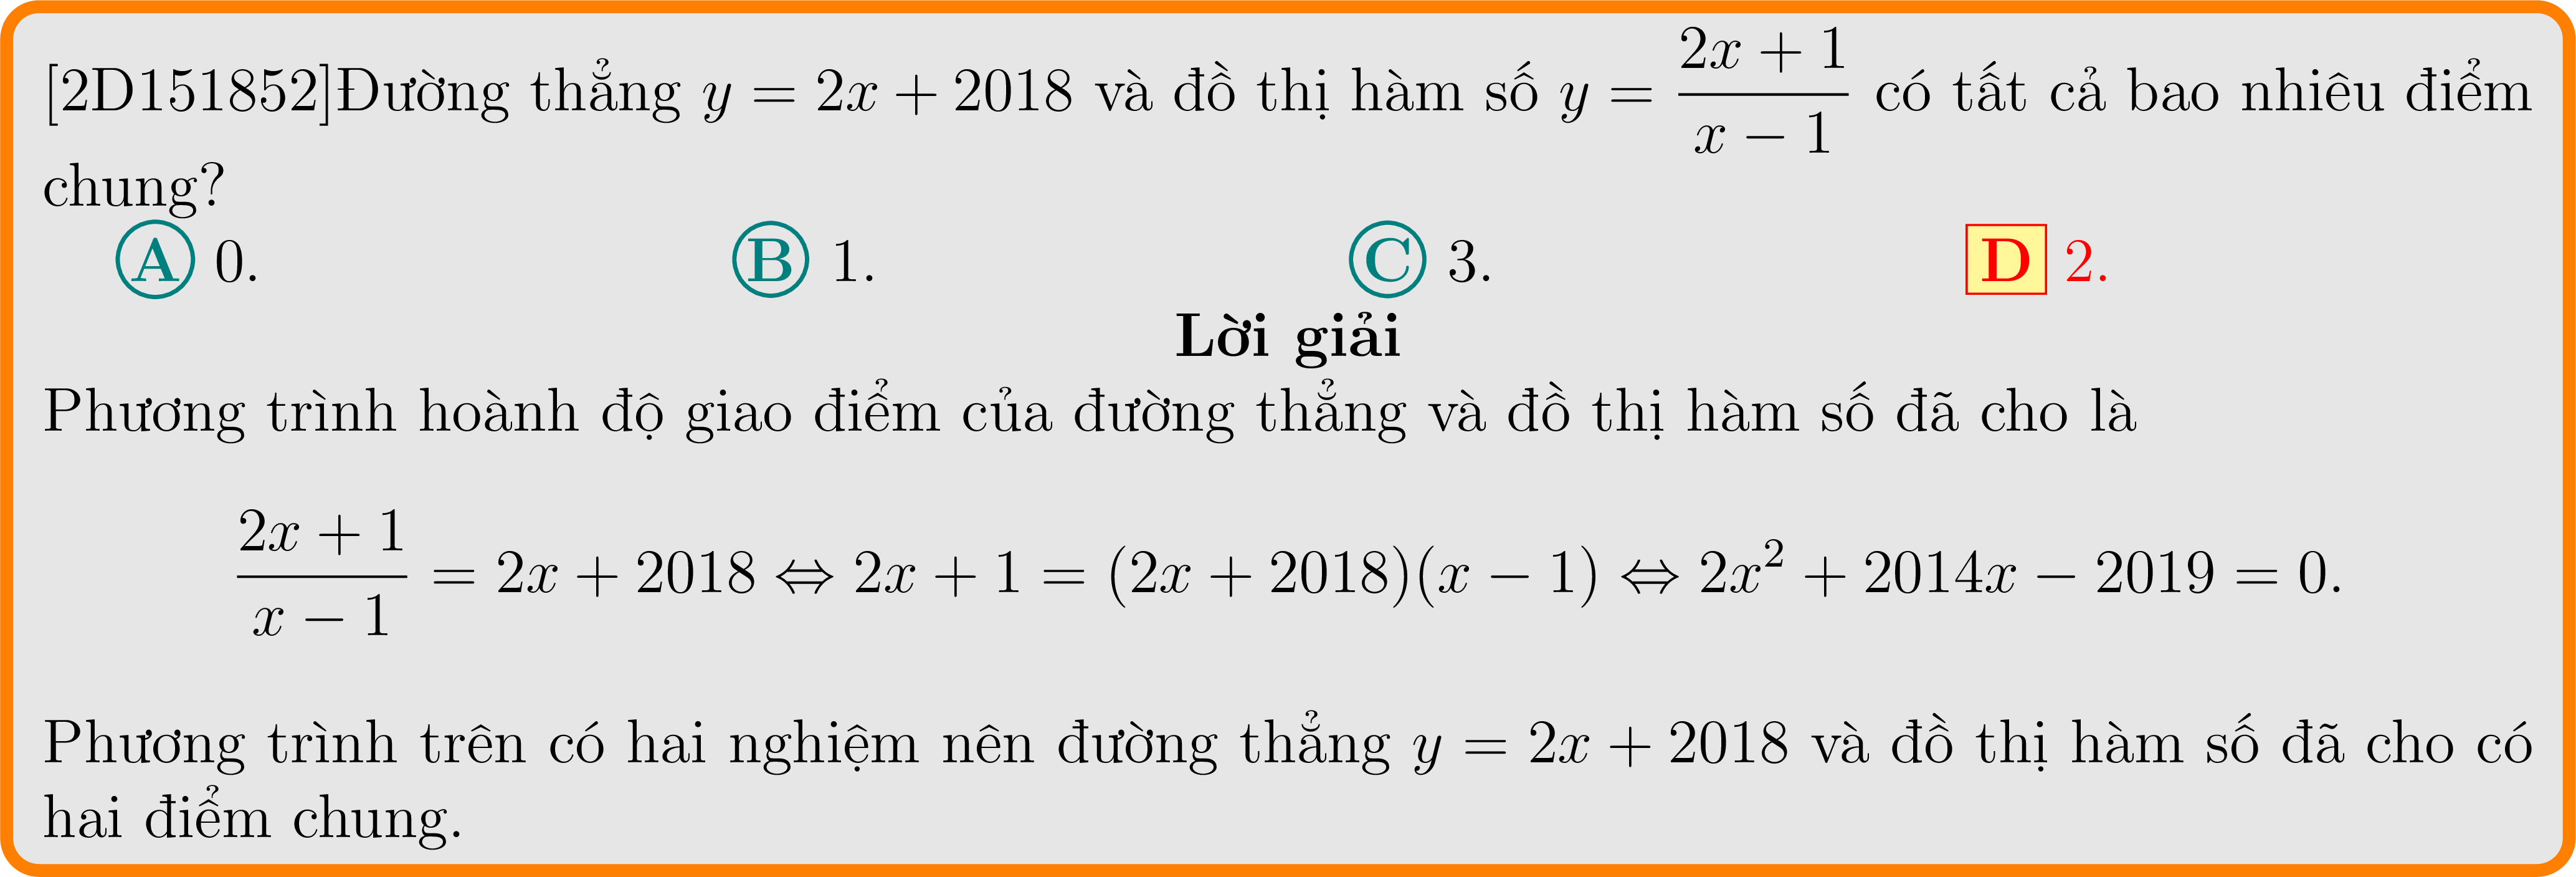 [2D151852]Đường thẳng y = 2x + 2018 và đồ thị hàm số y = \frac{2x + 1}{x − 1} có tất cả bao nhiêu điểm
chung?
A 0. B 1. C 3. D 2.
Lời giải
Phương trình hoành độ giao điểm của đường thẳng và đồ thị hàm số đã cho là
\frac{2x + 1}{x − 1} = 2x + 2018 ⇔ 2x + 1 = (2x + 2018)(x − 1) ⇔ 2x² + 2014x − 2019 = 0.
Phương trình trên có hai nghiệm nên đường thẳng y = 2x + 2018 và đồ thị hàm số đã cho có
hai điểm chung.